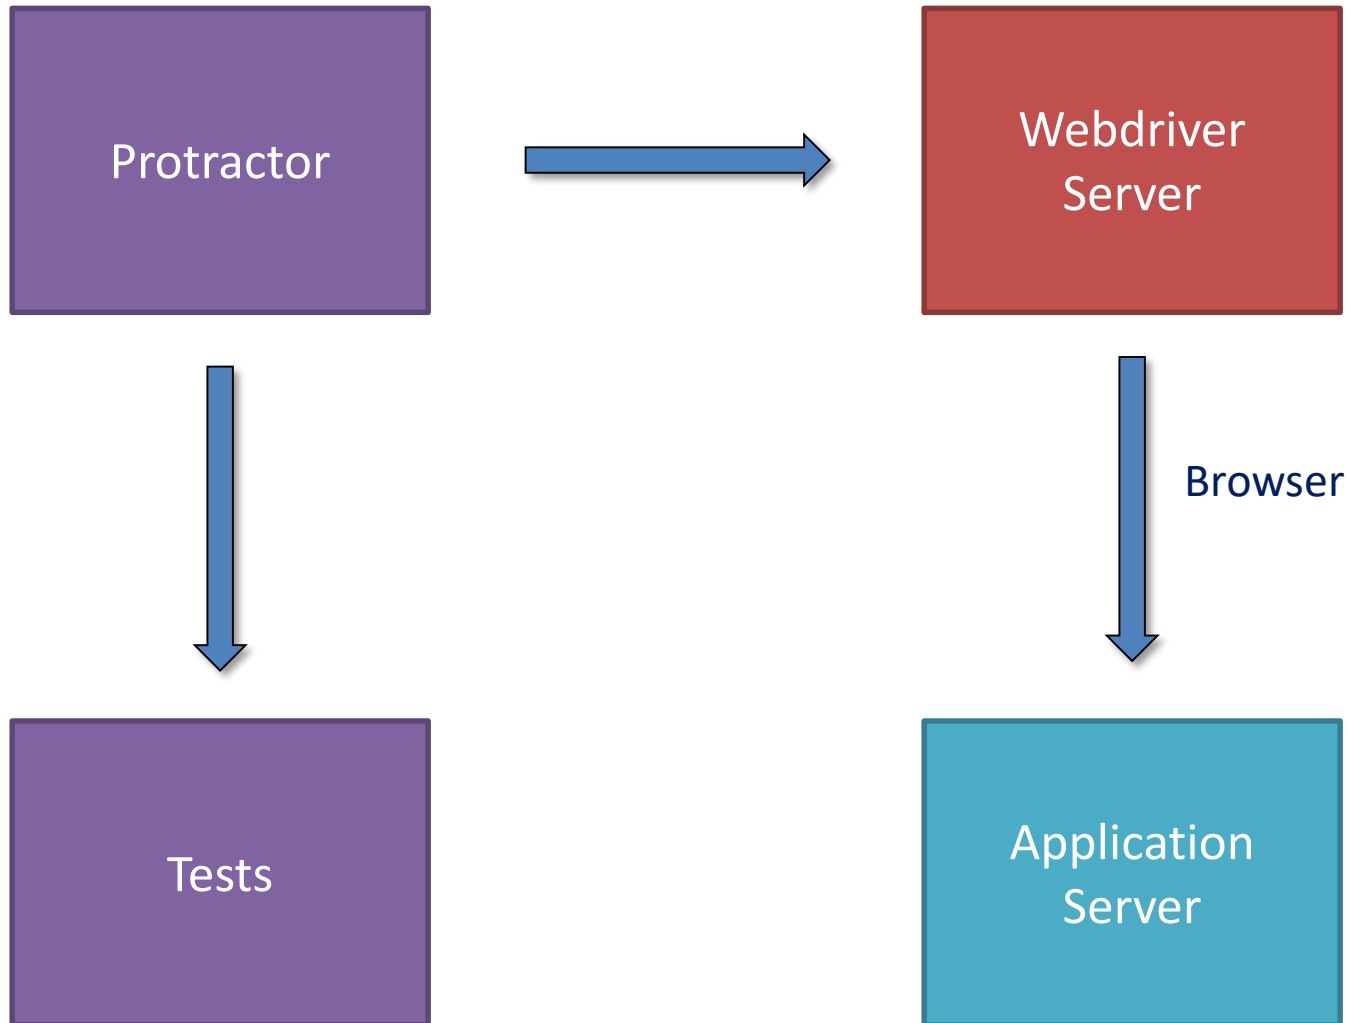 Protractor
Webdriver
Server
Browser
Tests
Application
Server